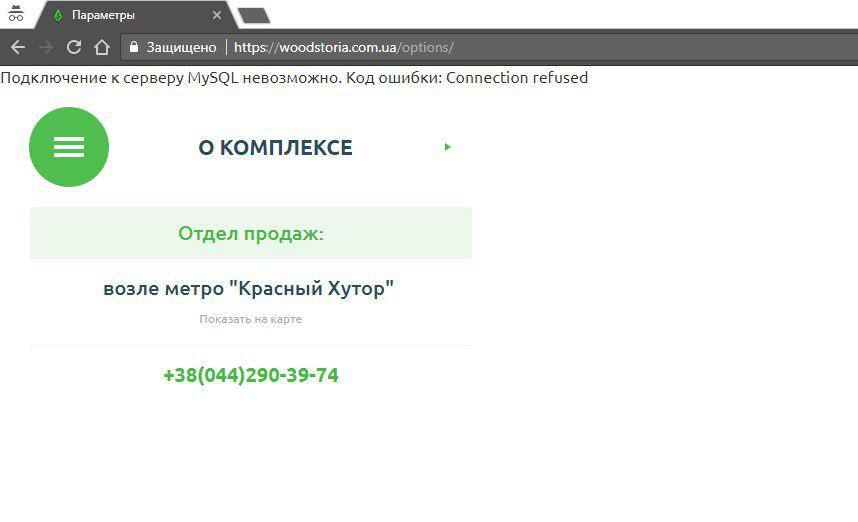 Параметры
Защищено https://woodstoria.com.ua/options/
Подключение к серверу MySQL невозможно. Код ошибки: Connection refused
О КОМПЛЕКСЕ
Отдел продаж:
возле метро "Красный Хутор"
Показать на карте
+38(044)290-39-74